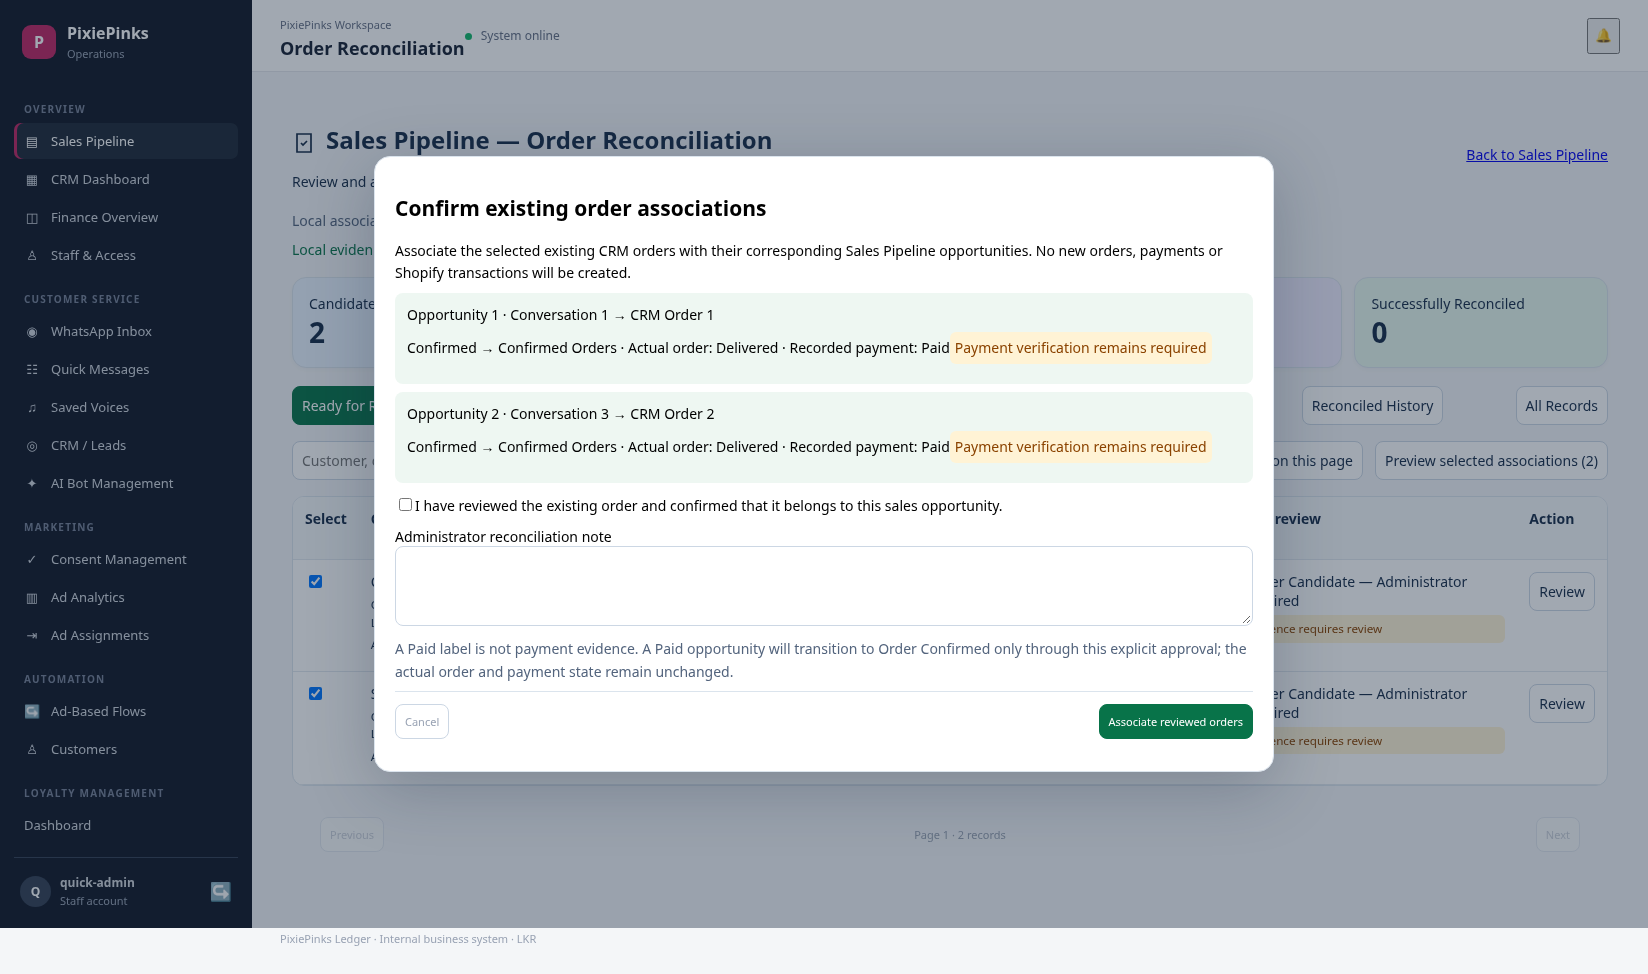 P
PixiePinks
Operations
OVERVIEW
Sales Pipeline
CRM Dashboard
Finance Overview
Staff & Access
CUSTOMER SERVICE
WhatsApp Inbox
Quick Messages
Saved Voices
CRM / Leads
AI Bot Management
MARKETING
Consent Management
Ad Analytics
Ad Assignments
AUTOMATION
Ad-Based Flows
Customers
LOYALTY MANAGEMENT
Dashboard
Q
quick-admin
Staff account
PixiePinks Workspace
Order Reconciliation
System online
Sales Pipeline — Order Reconciliation
Back to Sales Pipeline
Review and
Local
Local
2
Successfully Reconciled
0
Ready for
Reconciled History
All Records
Customer,
on this page
Preview selected associations (2)
Select
Action
Candidate — Administrator
requires review
Review
Candidate — Administrator
requires review
Review
Confirm existing order associations
Associate the selected existing CRM orders with their corresponding Sales Pipeline opportunities. No new orders, payments or
Shopify transactions will be created.
Opportunity 1 · Conversation 1 → CRM Order 1
Confirmed → Confirmed Orders · Actual order: Delivered · Recorded payment: Paid Payment verification remains required
Opportunity 2 · Conversation 3 → CRM Order 2
Confirmed → Confirmed Orders · Actual order: Delivered · Recorded payment: Paid Payment verification remains required
I have reviewed the existing order and confirmed that it belongs to this sales opportunity.
Administrator reconciliation note
A Paid label is not payment evidence. A Paid opportunity will transition to Order Confirmed only through this explicit approval; the
actual order and payment state remain unchanged.
Cancel
Associate reviewed orders
Previous
Page 1 · 2 records
Next
PixiePinks Ledger · Internal business system · LKR